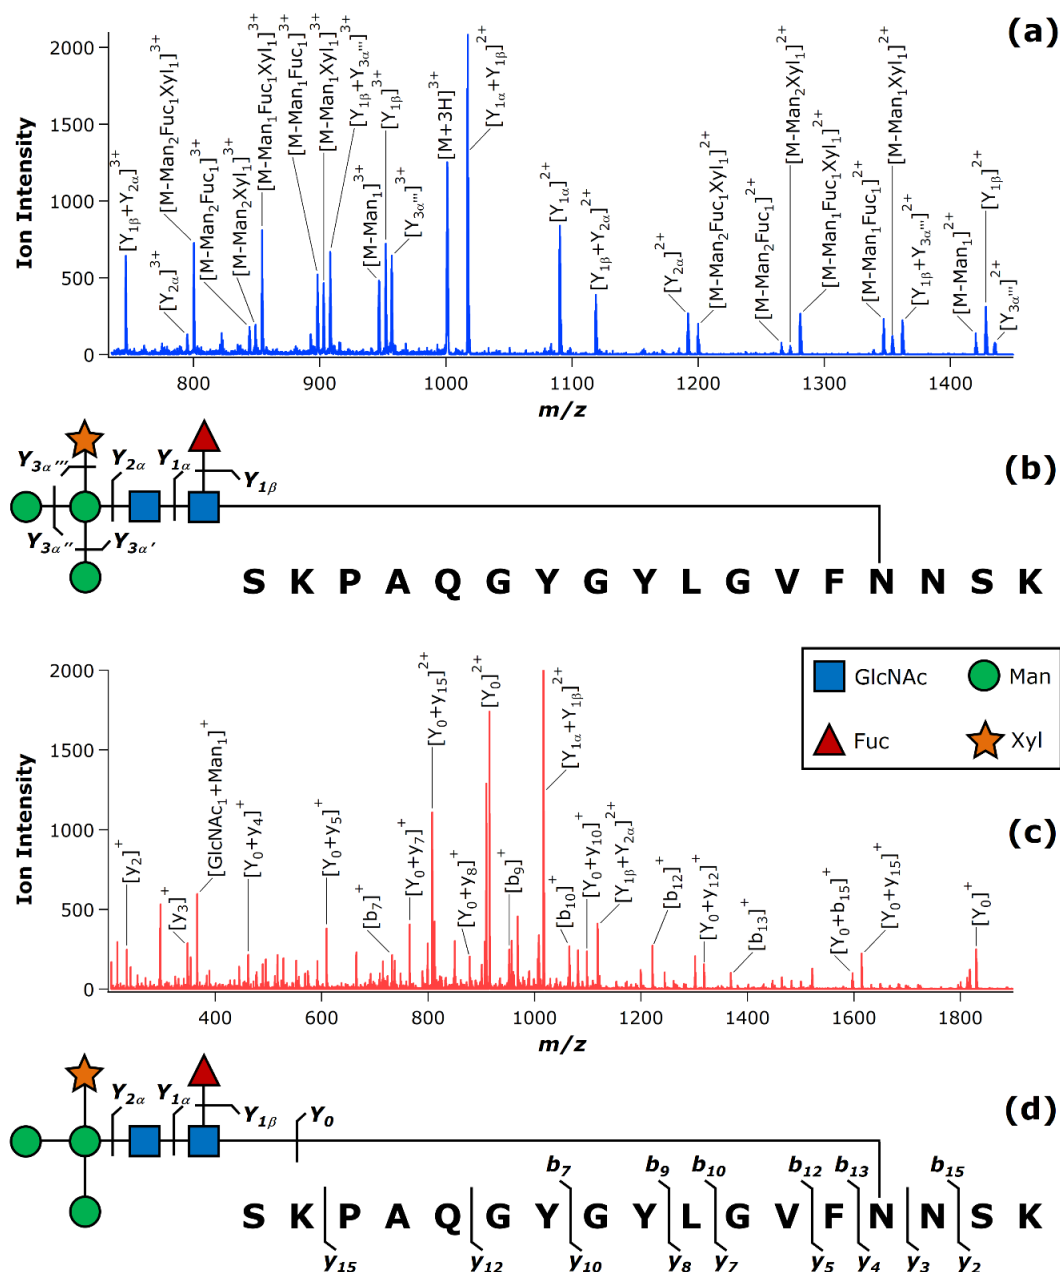 (a)
Ion Intensity
2000
1500
1000
500
0
[Y1β+Y2α]3+
[Y2α]3+
[M-Man2Fuc1Xyl1]3+
[M-Man2Fuc1]3+
[M-Man2Xyl1]3+
[M-Man1Fuc1Xyl1]3+
[M-Man1Fuc1]3+
[M-Man1Xyl1]3+
[Y1β+Y3α''']3+
[M-Man1]3+
[Y1β]3+
[Y3α''']3+
[M+3H]3+
[Y1α+Y1β]2+
[Y1α]2+
[Y1β+Y2α]2+
[Y2α]2+
[M-Man2Fuc1Xyl1]2+
[M-Man2Fuc1]2+
[M-Man2Xyl1]2+
[M-Man1Fuc1Xyl1]2+
[M-Man1Fuc1]2+
[M-Man1Xyl1]2+
[Y1β+Y3α''']2+
[M-Man1]2+
[Y1β]2+
[Y3α''']2+
800 900 1000 1100 1200 1300 1400
m/z
(b)
Y3α''' Y2α Y1α Y1β
Y3α'' Y3α'
S K P A Q G Y G Y L G V F N N S K
GlcNAc Man
Fuc Xyl
(c)
Ion Intensity
2000
1500
1000
500
0
[y2]+
[y3]+
[GlcNAc1+Man1]+
[Y0+y4]+
[Y0+y5]+
[b7]+
[Y0+y7]+
[Y0+y15]2+
[Y0+y8]+
[Y0]2+
[b9]+
[Y1α+Y1β]2+
[b10]+
[Y0+y10]+
[Y1β+Y2α]2+
[b12]+
[Y0+y12]+
[b13]+
[Y0+b15]+
[Y0+y15]+
[Y0]+
400 600 800 1000 1200 1400 1600 1800
m/z
(d)
Y2α Y1α Y1β Y0
b7 b9 b10 b12 b13 b15
S K P A Q G Y G Y L G V F N N S K
y15 y12 y10 y8 y7 y5 y4 y3 y2